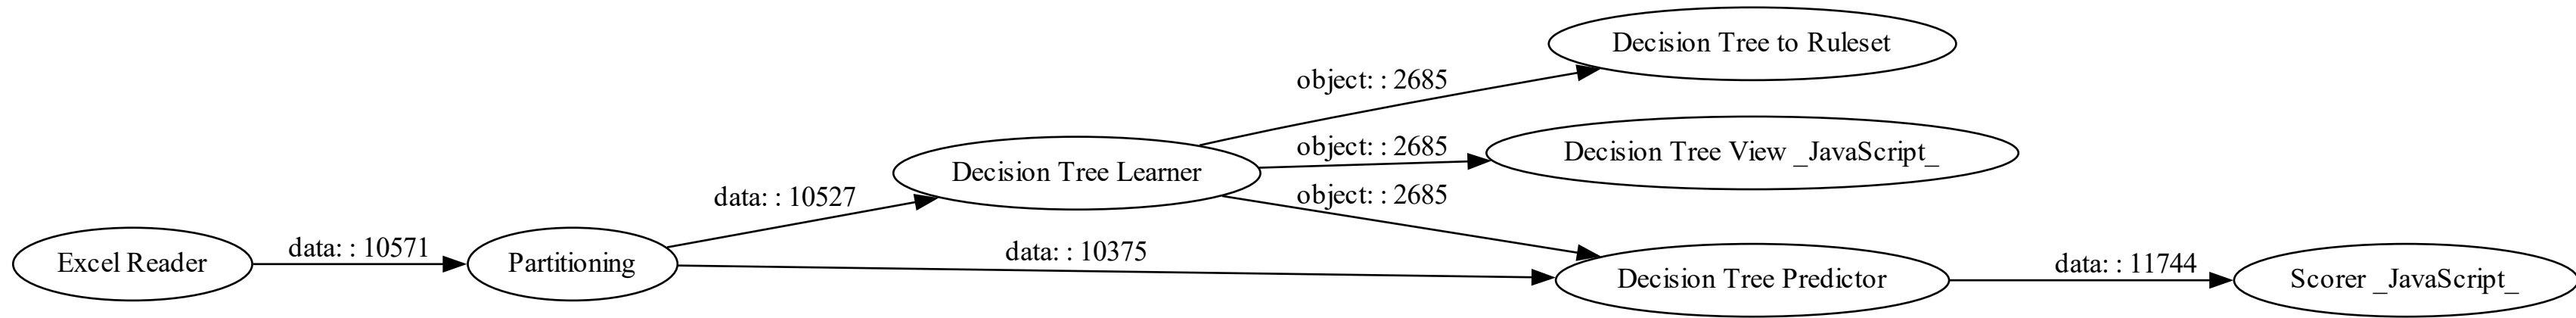 Excel Reader
data: : 10571
Partitioning
data: : 10527
data: : 10375
Decision Tree Learner
object: : 2685
object: : 2685
object: : 2685
Decision Tree to Ruleset
Decision Tree View _JavaScript_
Decision Tree Predictor
data: : 11744
Scorer _JavaScript_